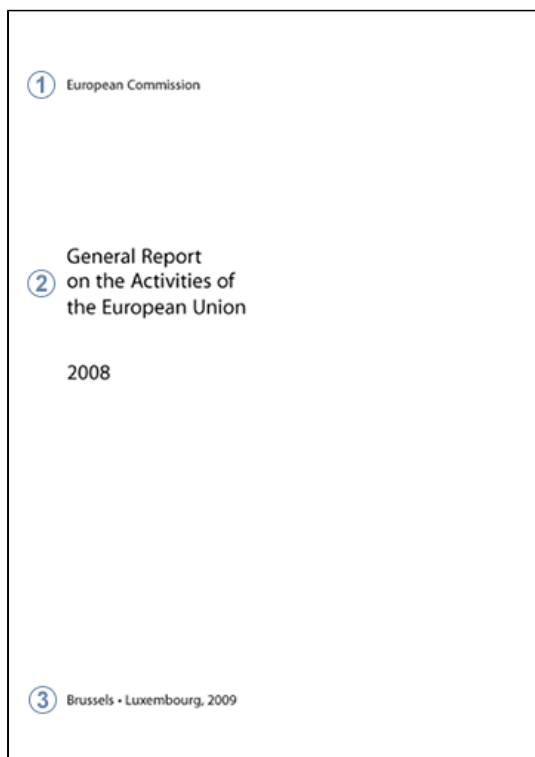 1 European Commission
General Report
2 on the Activities of
the European Union
2008
3 Brussels • Luxembourg, 2009